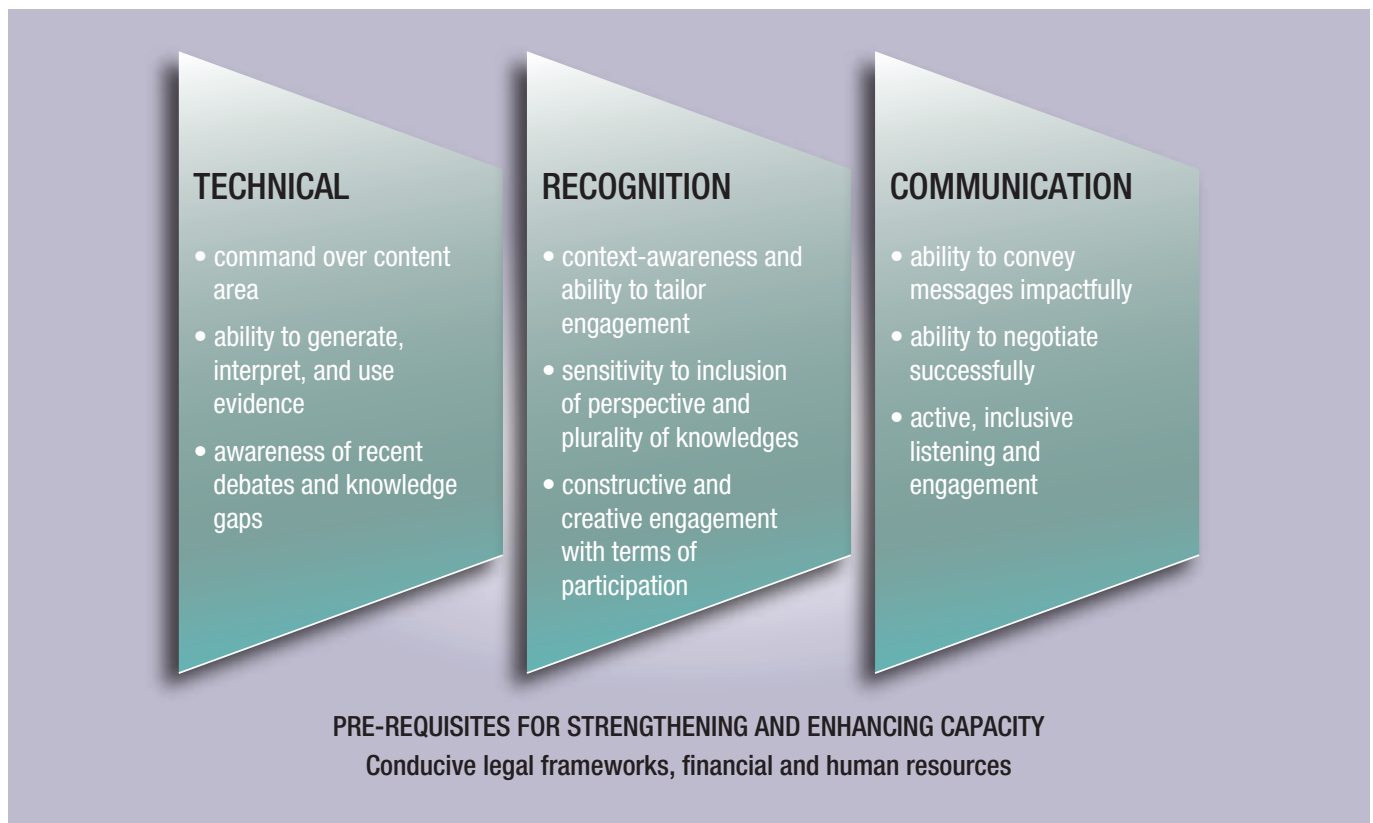 TECHNICAL
• command over content
area
• ability to generate,
interpret, and use
evidence
• awareness of recent
debates and knowledge
gaps
RECOGNITION
• context-awareness and
ability to tailor
engagement
• sensitivity to inclusion
of perspective and
plurality of knowledges
• constructive and
creative engagement
with terms of
participation
COMMUNICATION
• ability to convey
messages impactfully
• ability to negotiate
successfully
• active, inclusive
listening and
engagement
PRE-REQUISITES FOR STRENGTHENING AND ENHANCING CAPACITY
Conducive legal frameworks, financial and human resources